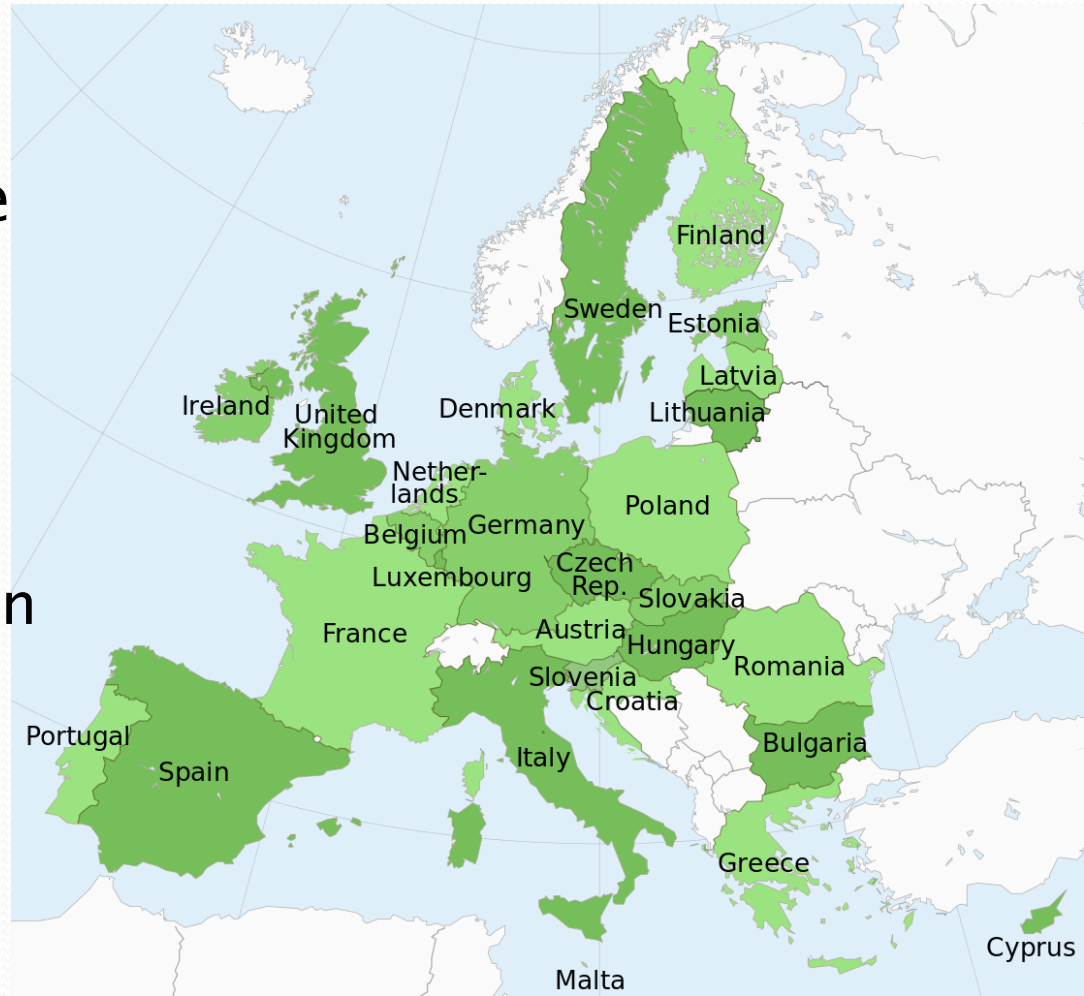 e
Finland
Sweden
Estonia
Latvia
Ireland
United
Kingdom
Denmark
Lithuania
Nether-
lands
Poland
Belgium
Germany
Czech
Rep.
Luxembourg
Slovakia
n
France
Austria
Hungary
Romania
Slovenia
Croatia
Portugal
Spain
Italy
Bulgaria
Greece
Cyprus
Malta